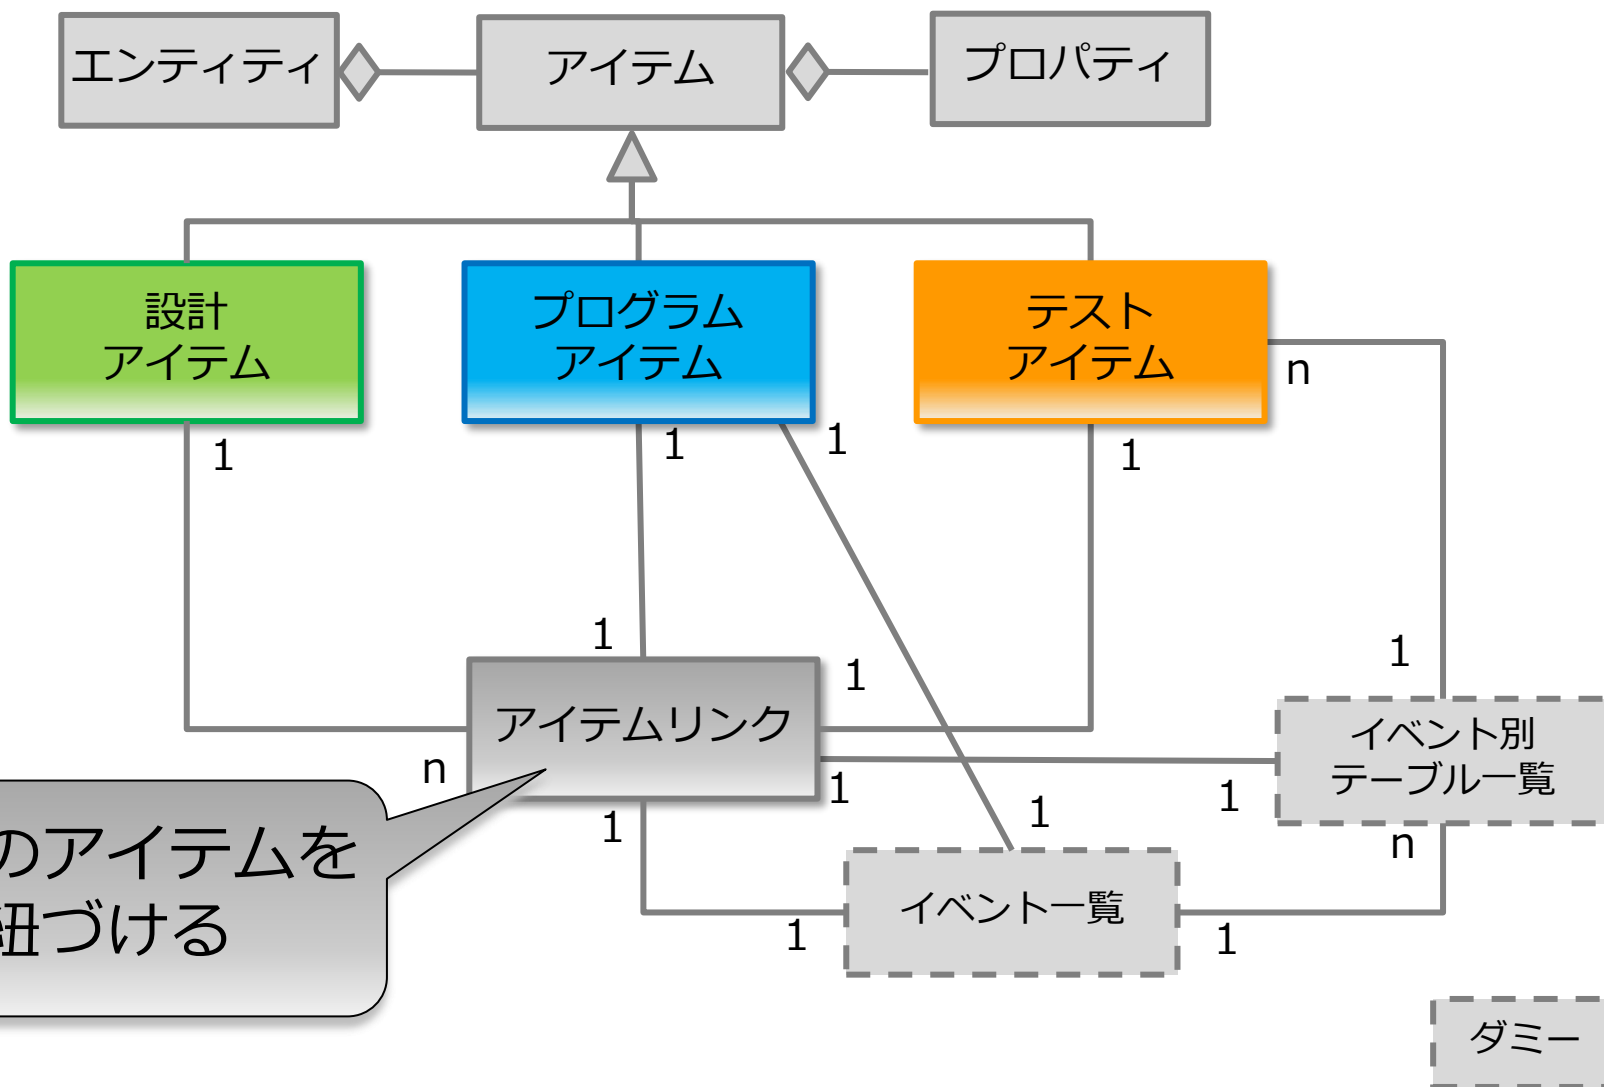 エンティティ
アイテム
プロパティ
設計
アイテム
プログラム
アイテム
テスト
アイテム
n
1
1
1
1
1
1
1
アイテムリンク
イベント別
テーブル一覧
n
1
1
1
1
n
のアイテムを
紐づける
イベント一覧
1
1
ダミー